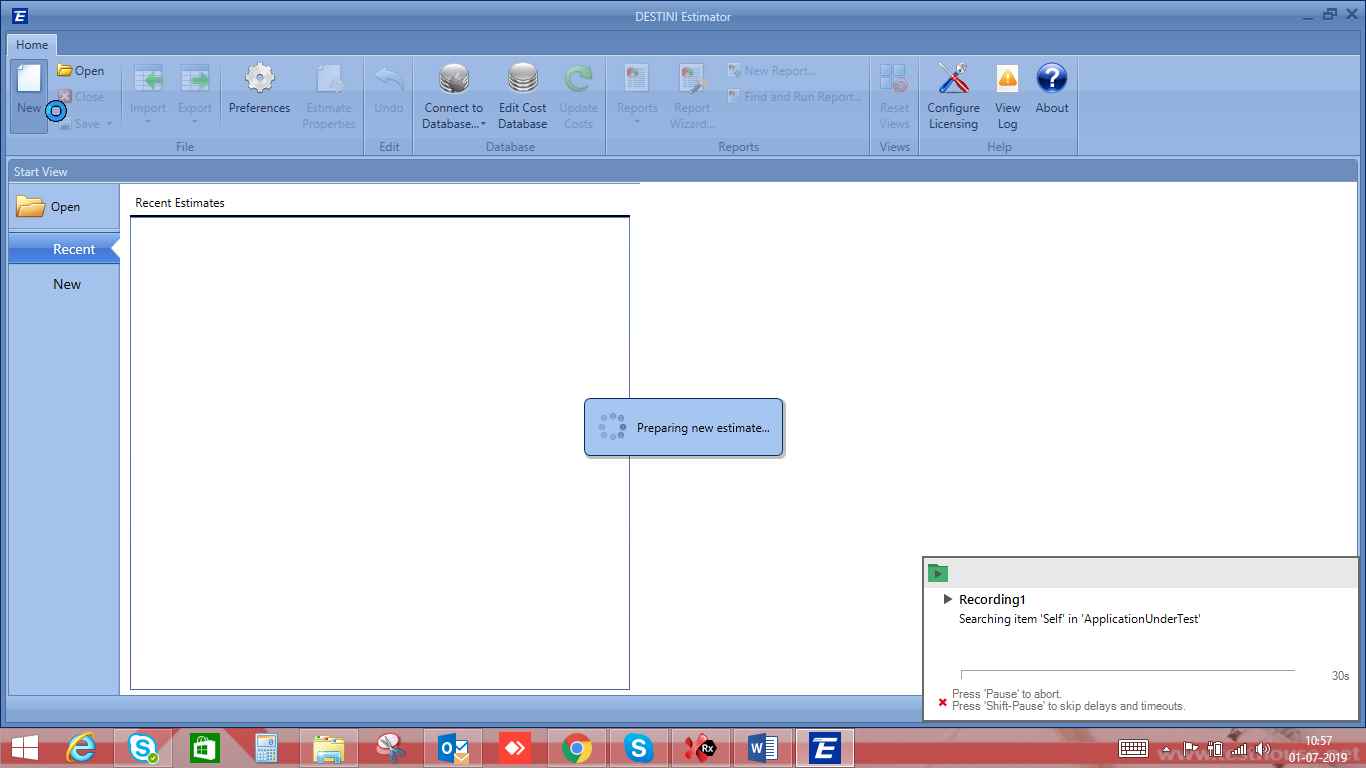 DESTINI Estimator
Home
New
Open
Close
Save
Import
Export
Preferences
Estimate
Properties
File
Undo
Edit
Connect to
Database...
Edit Cost
Database
Update
Costs
Database
Reports
Report
Wizard...
New Report...
Find and Run Report...
Reports
Reset
Views
Views
Configure
Licensing
View
Log
About
Help
Start View
Open
Recent
New
Recent Estimates
Preparing new estimate...
Recording1
Searching item 'Self' in 'ApplicationUnderTest'
30s
Press 'Pause' to abort.
Press 'Shift-Pause' to skip delays and timeouts.
Rx
10:57
01-07-2019